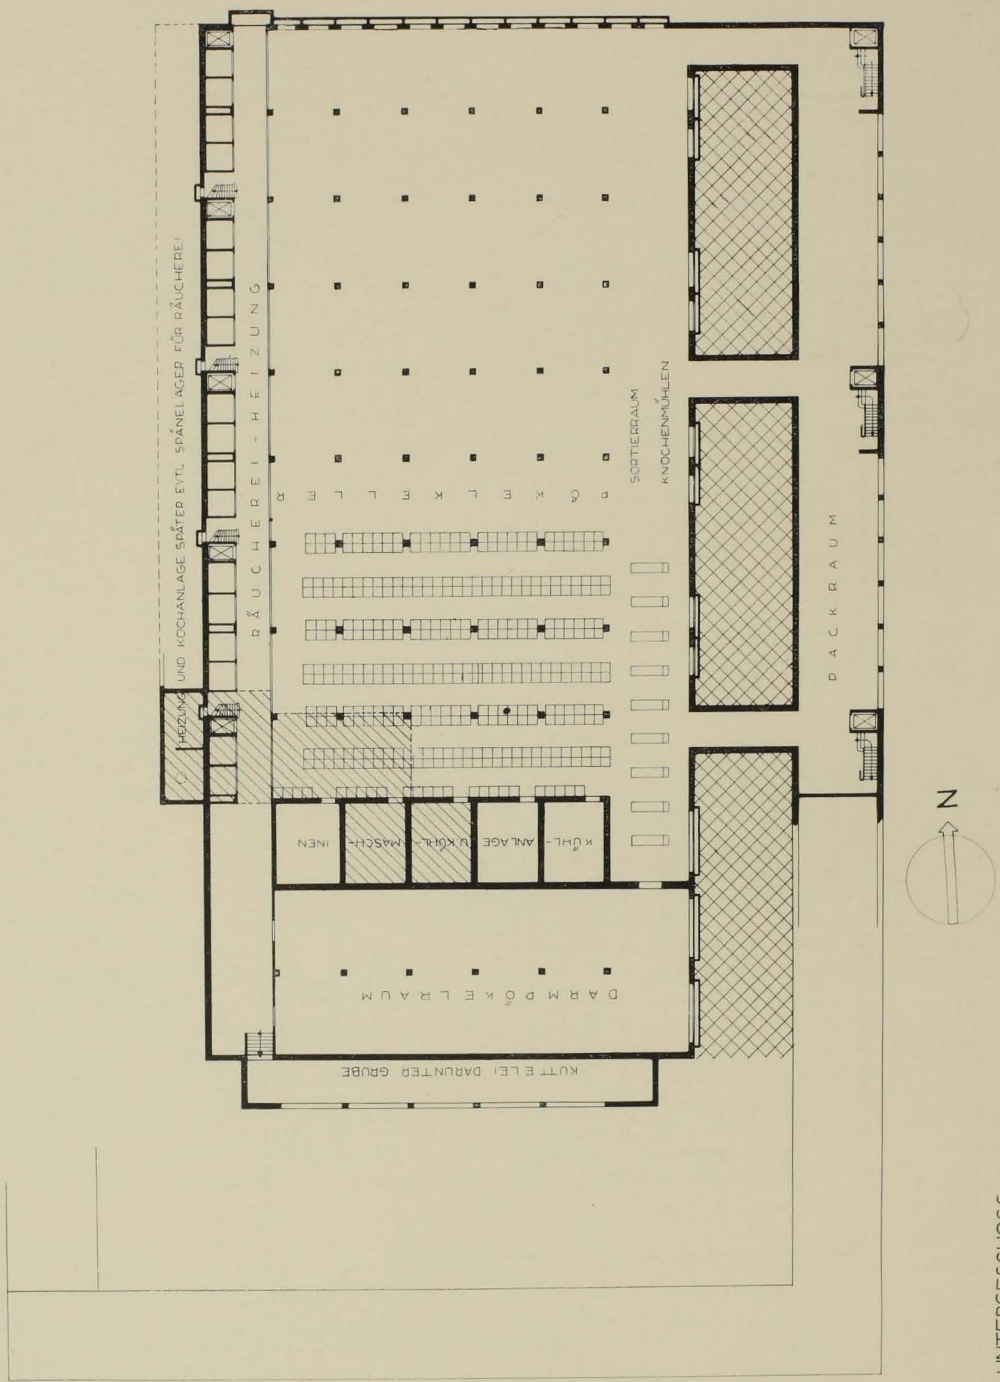 HEIZUNG UND KOCHANLAGE SPÄTER EVTL SPÄNELAGER FÜR RÄUCHEREI
RÄUCHEREI-HEIZUNG
PÖKELKELLER
SORTIERRAUM
KNOCHENMÜHLEN
PACKRAUM
KÜHL- ANLAGE U.KÜHL- MASCH- INEN
DARMPÖKELRAUM
KUTTELEI DARUNTER GRUBE
N
UNTERGESCHOSS